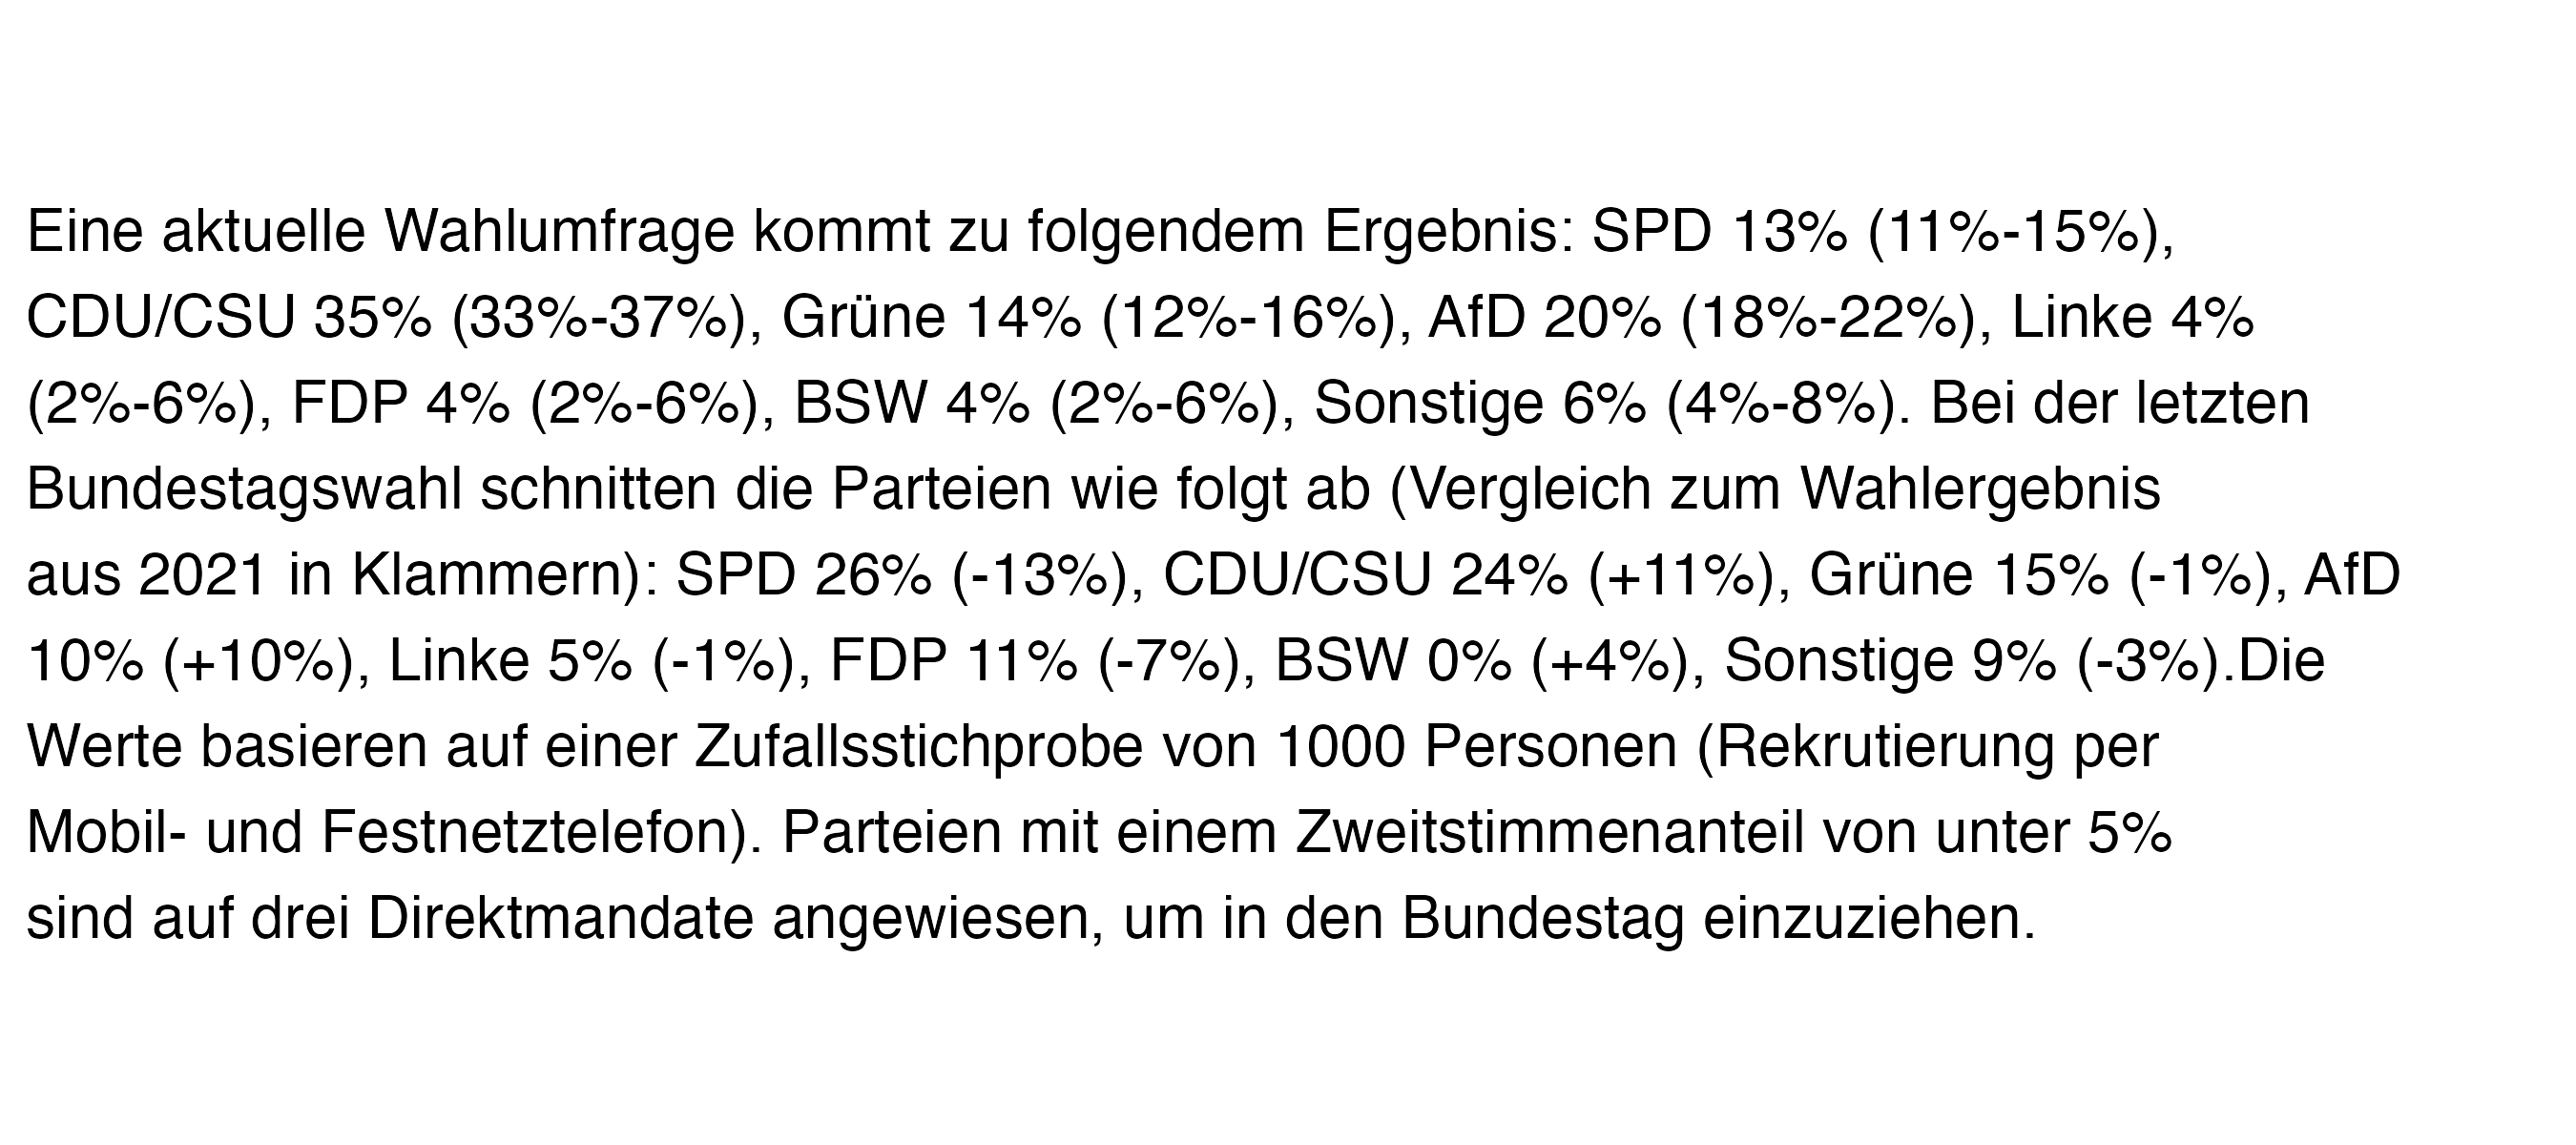 Eine aktuelle Wahlumfrage kommt zu folgendem Ergebnis: SPD 13% (11%-15%),
CDU/CSU 35% (33%-37%), Grüne 14% (12%-16%), AfD 20% (18%-22%), Linke 4%
(2%-6%), FDP 4% (2%-6%), BSW 4% (2%-6%), Sonstige 6% (4%-8%). Bei der letzten
Bundestagswahl schnitten die Parteien wie folgt ab (Vergleich zum Wahlergebnis
aus 2021 in Klammern): SPD 26% (-13%), CDU/CSU 24% (+11%), Grüne 15% (-1%), AfD
10% (+10%), Linke 5% (-1%), FDP 11% (-7%), BSW 0% (+4%), Sonstige 9% (-3%).Die
Werte basieren auf einer Zufallsstichprobe von 1000 Personen (Rekrutierung per
Mobil- und Festnetztelefon). Parteien mit einem Zweitstimmenanteil von unter 5%
sind auf drei Direktmandate angewiesen, um in den Bundestag einzuziehen.